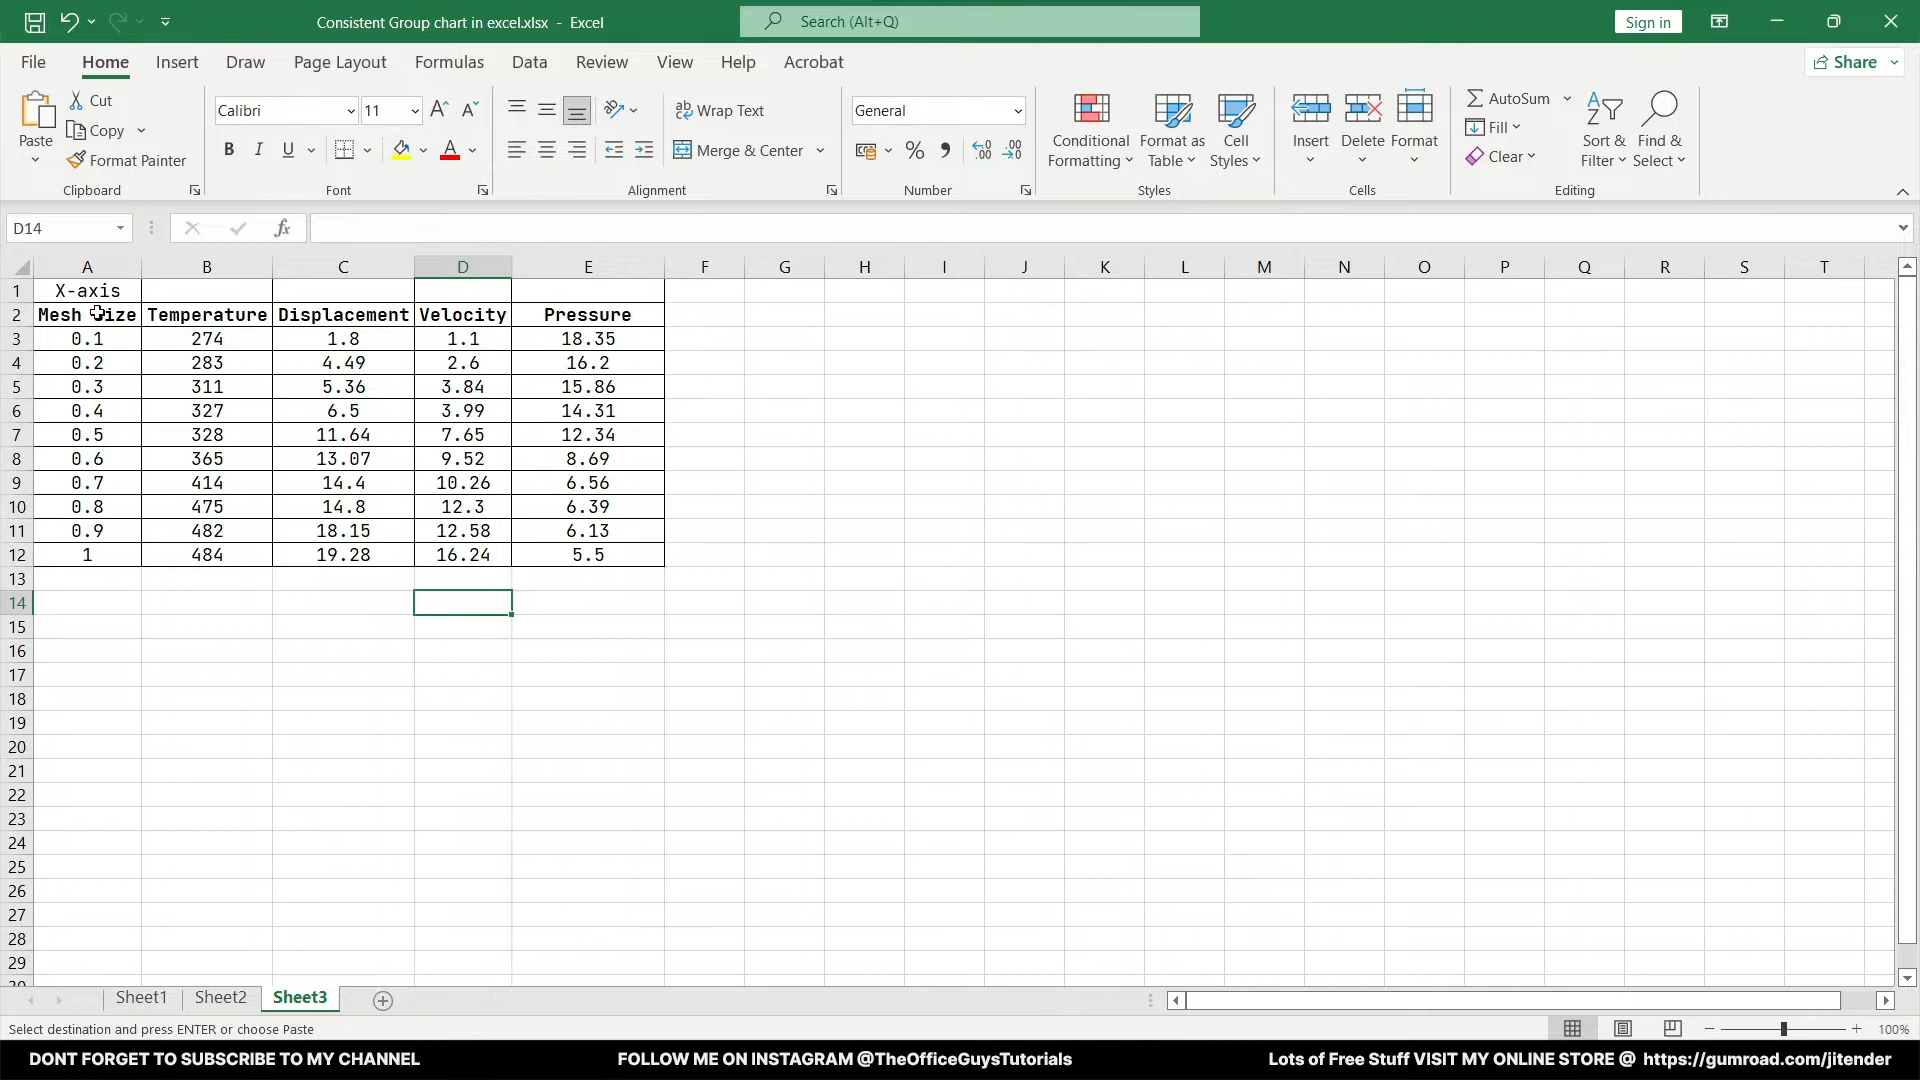 Consistent Group chart in excel.xlsx - Excel
Search (Alt+Q)
Sign in
File Home Insert Draw Page Layout Formulas Data Review View Help Acrobat
Share
Paste
Cut
Copy
Format Painter
Clipboard
Calibri 11
B I U
Font
Wrap Text
Merge & Center
Alignment
General
Number
Conditional Formatting
Format as Table
Cell Styles
Styles
Insert
Delete
Format
Cells
AutoSum
Fill
Clear
Sort & Filter
Find & Select
Editing
D14
fx
A B C D E F G H I J K L M N O P Q R S T
1 X-axis
2 Mesh Size Temperature Displacement Velocity Pressure
3 0.1 274 1.8 1.1 18.35
4 0.2 283 4.49 2.6 16.2
5 0.3 311 5.36 3.84 15.86
6 0.4 327 6.5 3.99 14.31
7 0.5 328 11.64 7.65 12.34
8 0.6 365 13.07 9.52 8.69
9 0.7 414 14.4 10.26 6.56
10 0.8 475 14.8 12.3 6.39
11 0.9 482 18.15 12.58 6.13
12 1 484 19.28 16.24 5.5
13
14
15
16
17
18
19
20
21
22
23
24
25
26
27
28
29
Sheet1 Sheet2 Sheet3
Select destination and press ENTER or choose Paste
100%
DONT FORGET TO SUBSCRIBE TO MY CHANNEL
FOLLOW ME ON INSTAGRAM @TheOfficeGuysTutorials
Lots of Free Stuff VISIT MY ONLINE STORE @ https://gumroad.com/jitender